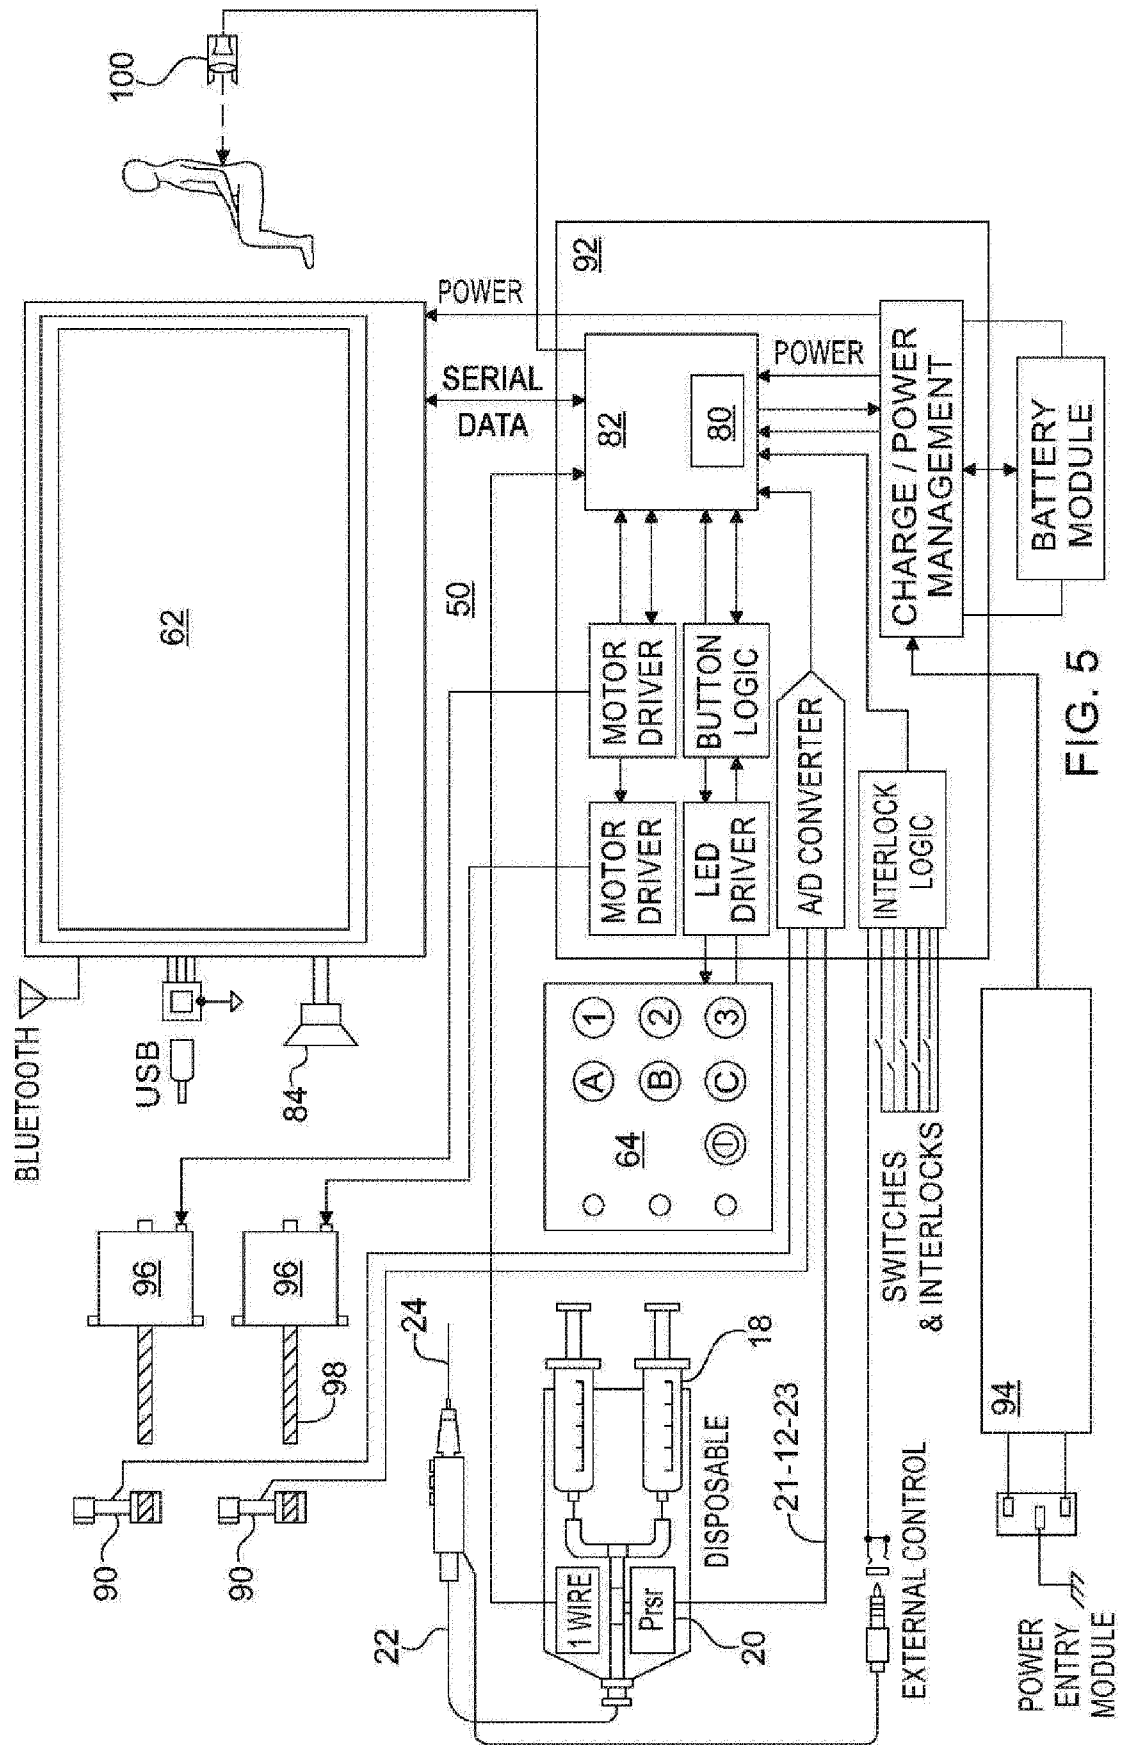 BLUETOOTH
USB
84
62
100
POWER
SERIAL
DATA
50
92
82
80
POWER
MOTOR
DRIVER
MOTOR
DRIVER
BUTTON
LOGIC
LED
DRIVER
A/D CONVERTER
INTERLOCK
LOGIC
CHARGE / POWER
MANAGEMENT
BATTERY
MODULE
96
96
98
90
90
24
22
64
A
B
C
1
2
3
18
1 WIRE
Prsr
20
DISPOSABLE
21-12-23
SWITCHES
& INTERLOCKS
EXTERNAL CONTROL
94
POWER
ENTRY
MODULE
FIG. 5